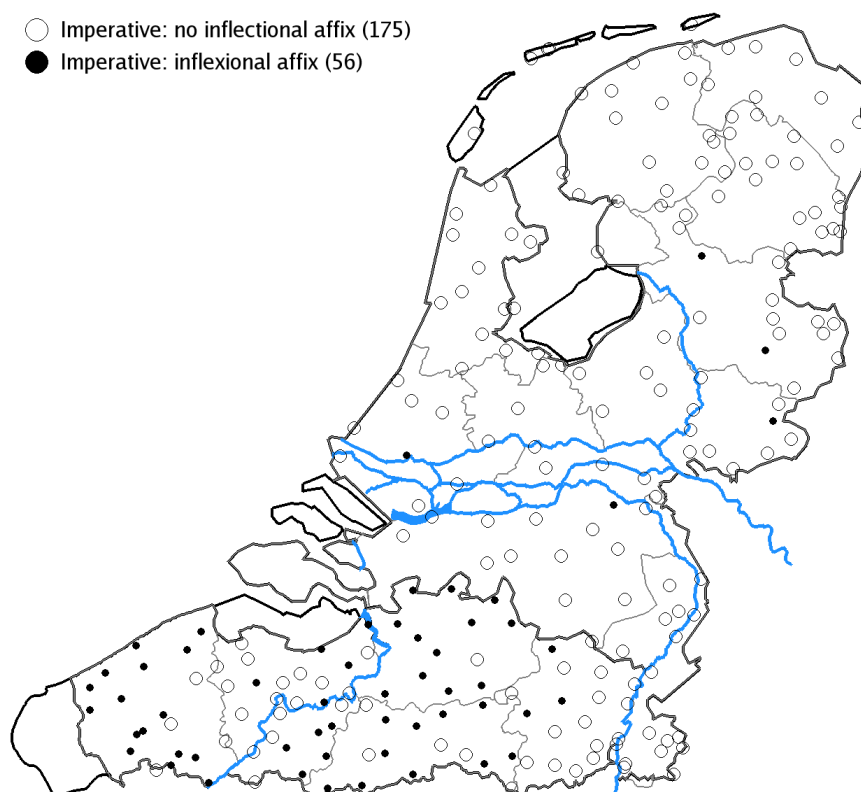 Imperative: no inflectional affix (175)
Imperative: inflexional affix (56)